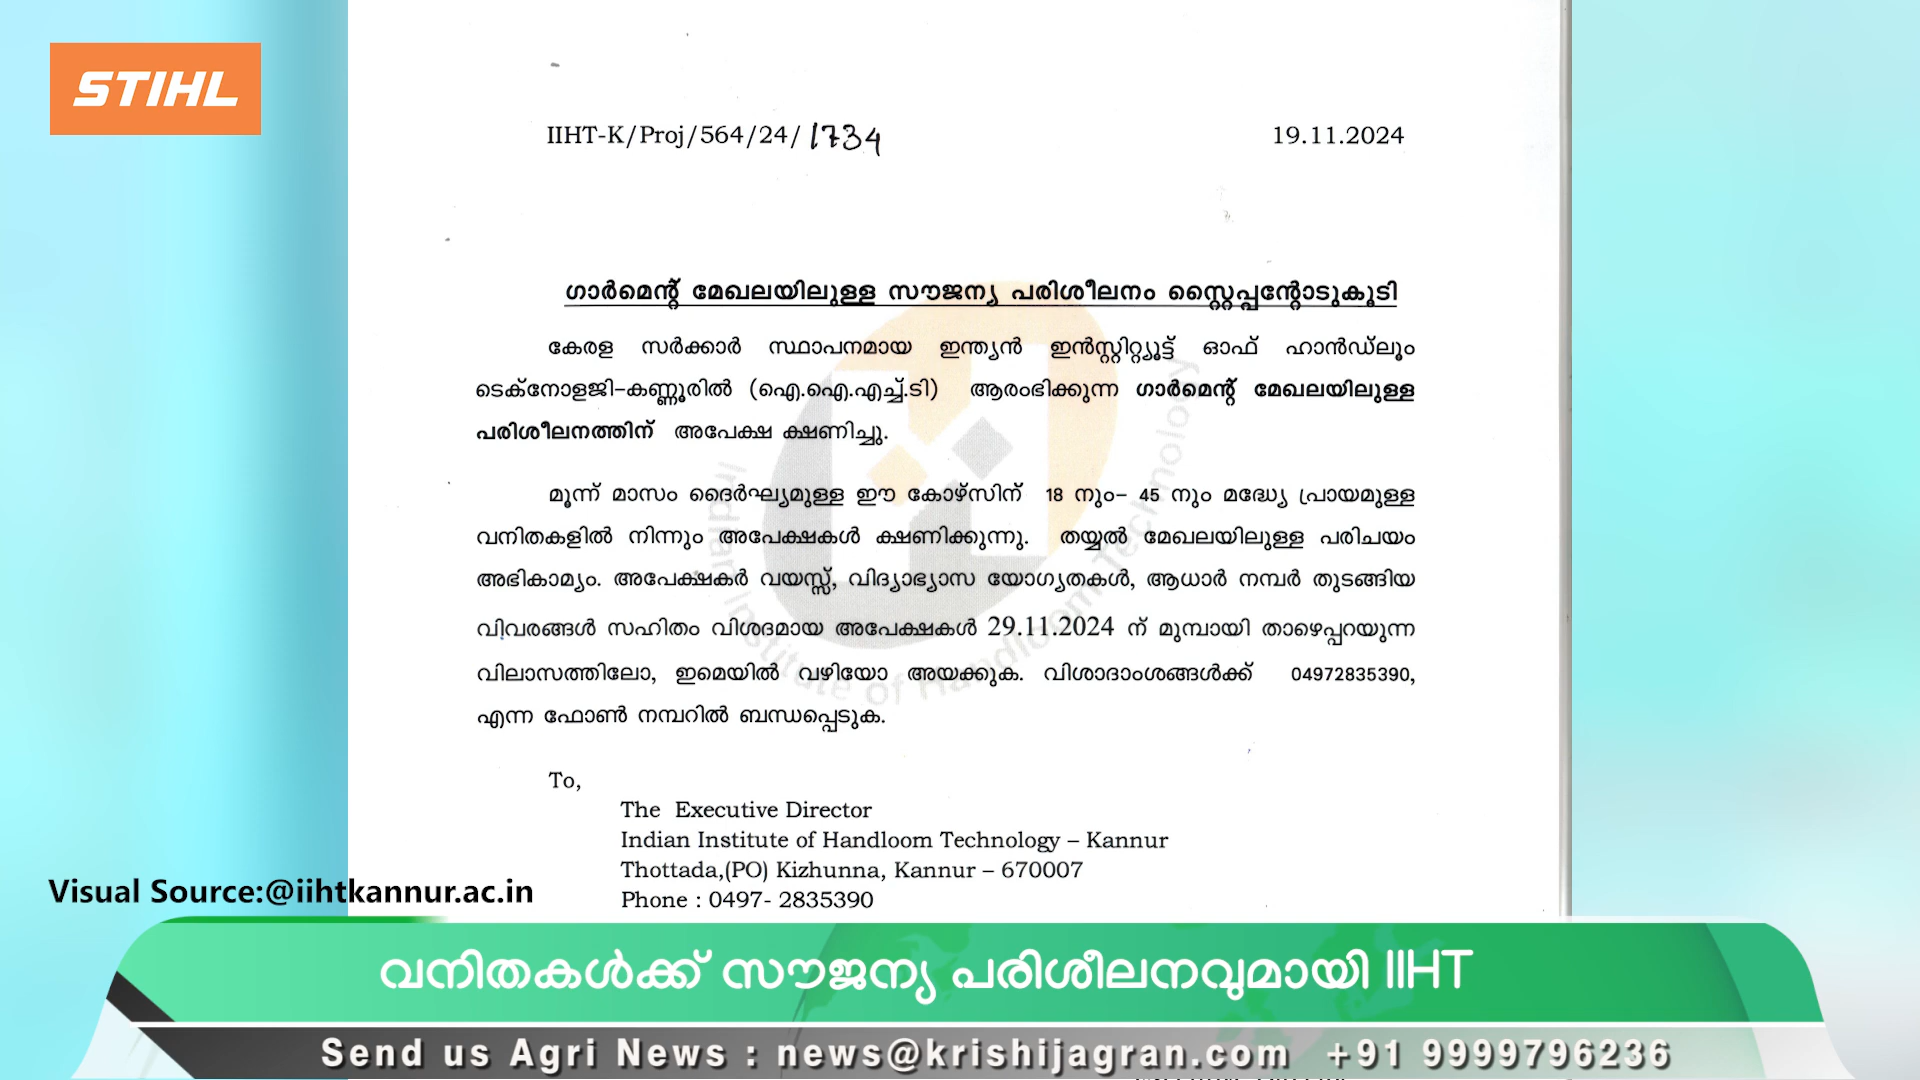 STIHL
IIHT-K/Proj/564/24/1734
19.11.2024
ഗാർമെന്റ് മേഖലയിലുള്ള സൗജന്യ പരിശീലനം സ്റ്റൈപ്പന്റോടുകൂടി
കേരള സർക്കാർ സ്ഥാപനമായ ഇന്ത്യൻ ഇൻസ്റ്റിറ്റ്യൂട്ട് ഓഫ് ഹാൻഡ്‌ലൂം
ടെക്നോളജി-കണ്ണൂരിൽ (ഐ.ഐ.എച്ച്.ടി) ആരംഭിക്കുന്ന ഗാർമെന്റ് മേഖലയിലുള്ള
പരിശീലനത്തിന് അപേക്ഷ ക്ഷണിച്ചു.
മൂന്ന് മാസം ദൈർഘ്യമുള്ള ഈ കോഴ്സിന് 18 നും- 45 നും മദ്ധ്യേ പ്രായമുള്ള
വനിതകളിൽ നിന്നും അപേക്ഷകൾ ക്ഷണിക്കുന്നു. തയ്യൽ മേഖലയിലുള്ള പരിചയം
അഭികാമ്യം. അപേക്ഷകർ വയസ്സ്, വിദ്യാഭ്യാസ യോഗ്യതകൾ, ആധാർ നമ്പർ തുടങ്ങിയ
വിവരങ്ങൾ സഹിതം വിശദമായ അപേക്ഷകൾ 29.11.2024 ന് മുമ്പായി താഴെപ്പറയുന്ന
വിലാസത്തിലോ, ഇമെയിൽ വഴിയോ അയക്കുക. വിശാദാംശങ്ങൾക്ക് 04972835390,
എന്ന ഫോൺ നമ്പറിൽ ബന്ധപ്പെടുക.
Indian Institute of Handloom Technology
To,
The Executive Director
Indian Institute of Handloom Technology – Kannur
Thottada,(PO) Kizhunna, Kannur – 670007
Phone : 0497- 2835390
Visual Source:@iihtkannur.ac.in
വനിതകൾക്ക് സൗജന്യ പരിശീലനവുമായി IIHT
Send us Agri News : news@krishijagran.com +91 9999796236